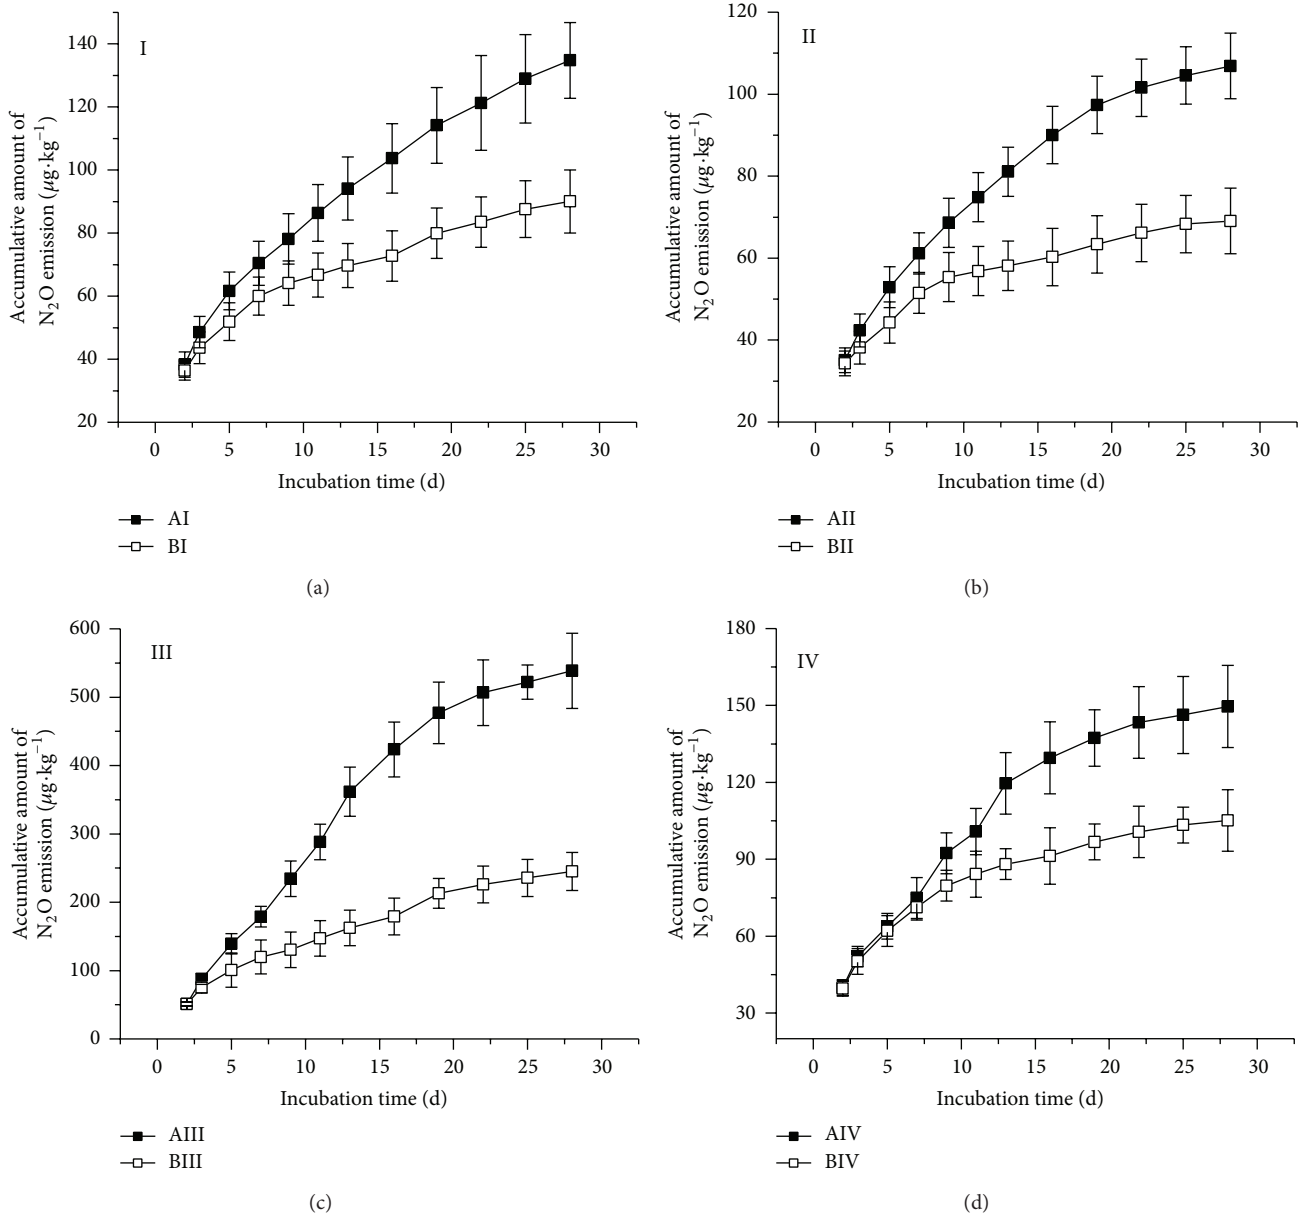 I
Accumulative amount of
N₂O emission (μg·kg⁻¹)
140
120
100
80
60
40
20
0 5 10 15 20 25 30
Incubation time (d)
AI
BI
(a)
II
Accumulative amount of
N₂O emission (μg·kg⁻¹)
120
100
80
60
40
20
0 5 10 15 20 25 30
Incubation time (d)
AII
BII
(b)
III
Accumulative amount of
N₂O emission (μg·kg⁻¹)
600
500
400
300
200
100
0
0 5 10 15 20 25 30
Incubation time (d)
AIII
BIII
(c)
IV
Accumulative amount of
N₂O emission (μg·kg⁻¹)
180
150
120
90
60
30
0 5 10 15 20 25 30
Incubation time (d)
AIV
BIV
(d)